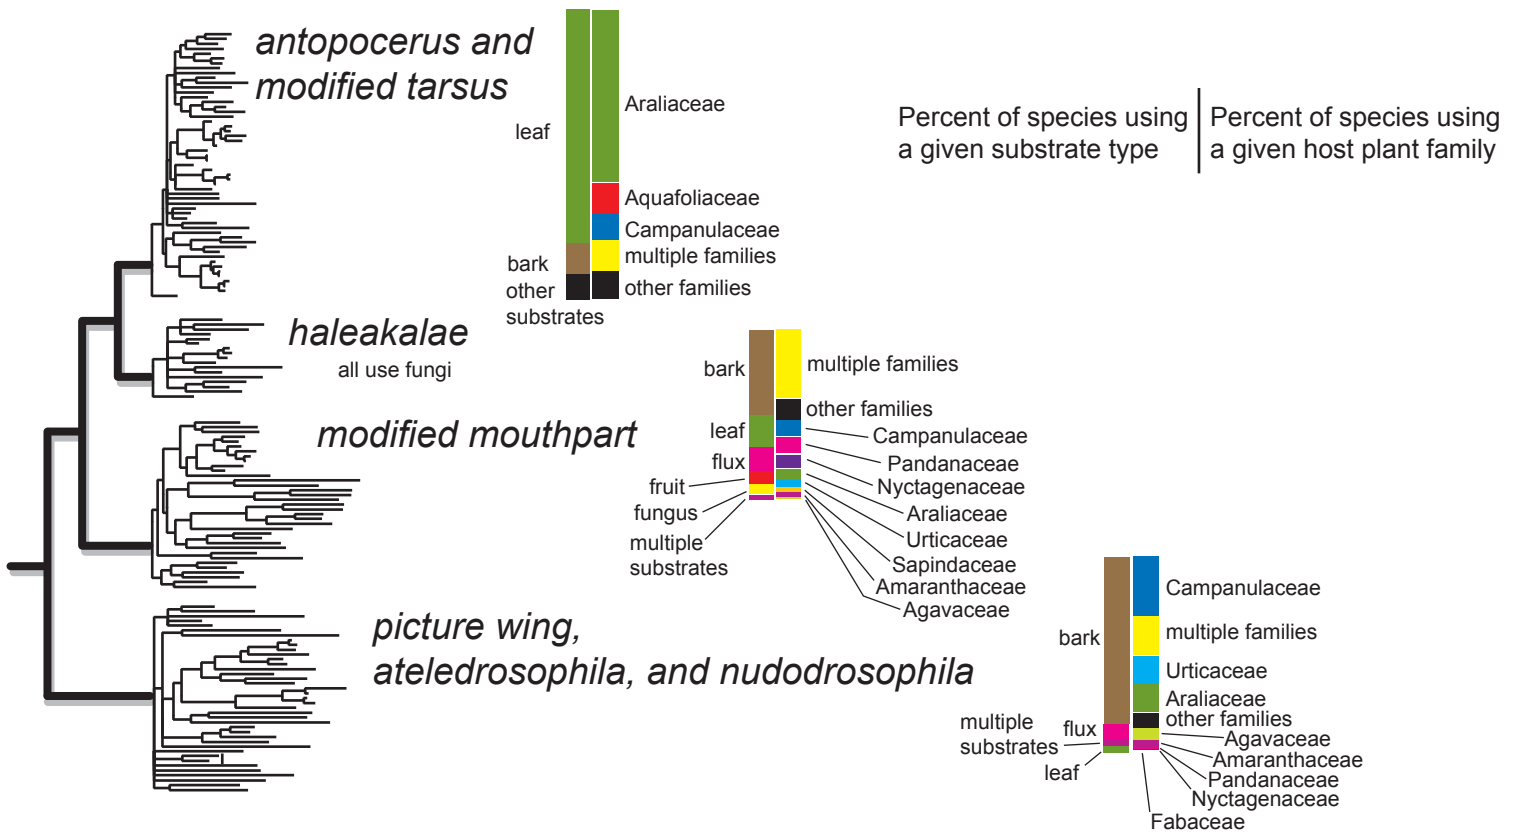 antopocerus and
modified tarsus
leaf
bark
other
substrates
Araliaceae
Aquafoliaceae
Campanulaceae
multiple families
other families
Percent of species using
a given substrate type
Percent of species using
a given host plant family
haleakalae
all use fungi
modified mouthpart
bark
leaf
flux
fruit
fungus
multiple
substrates
multiple families
other families
Campanulaceae
Pandanaceae
Nyctagenaceae
Araliaceae
Urticaceae
Sapindaceae
Amaranthaceae
Agavaceae
picture wing,
ateledrosophila, and nudodrosophila
bark
flux
multiple
substrates
leaf
Campanulaceae
multiple families
Urticaceae
Araliaceae
other families
Agavaceae
Amaranthaceae
Pandanaceae
Nyctagenaceae
Fabaceae